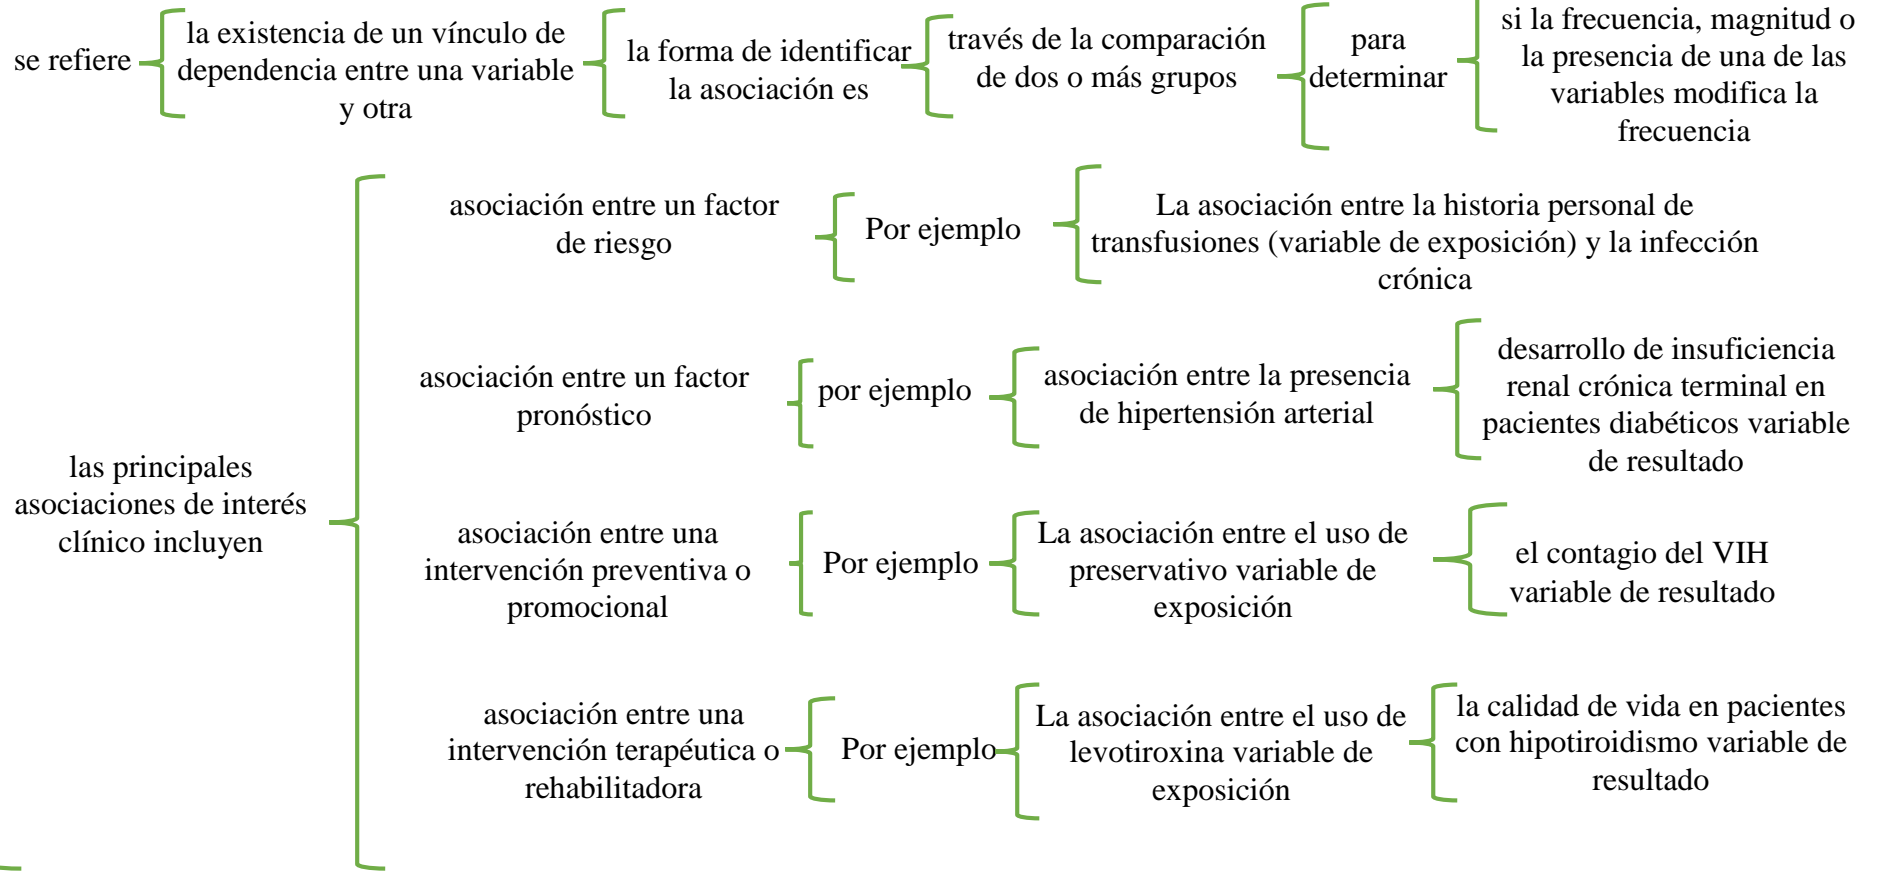 se refiere
la existencia de un vínculo de
dependencia entre una variable
y otra
la forma de identificar
la asociación es
través de la comparación
de dos o más grupos
para
determinar
si la frecuencia, magnitud o
la presencia de una de las
variables modifica la
frecuencia
las principales
asociaciones de interés
clínico incluyen
asociación entre un factor
de riesgo
Por ejemplo
La asociación entre la historia personal de
transfusiones (variable de exposición) y la infección
crónica
asociación entre un factor
pronóstico
por ejemplo
asociación entre la presencia
de hipertensión arterial
desarrollo de insuficiencia
renal crónica terminal en
pacientes diabéticos variable
de resultado
asociación entre una
intervención preventiva o
promocional
Por ejemplo
La asociación entre el uso de
preservativo variable de
exposición
el contagio del VIH
variable de resultado
asociación entre una
intervención terapéutica o
rehabilitadora
Por ejemplo
La asociación entre el uso de
levotiroxina variable de
exposición
la calidad de vida en pacientes
con hipotiroidismo variable de
resultado